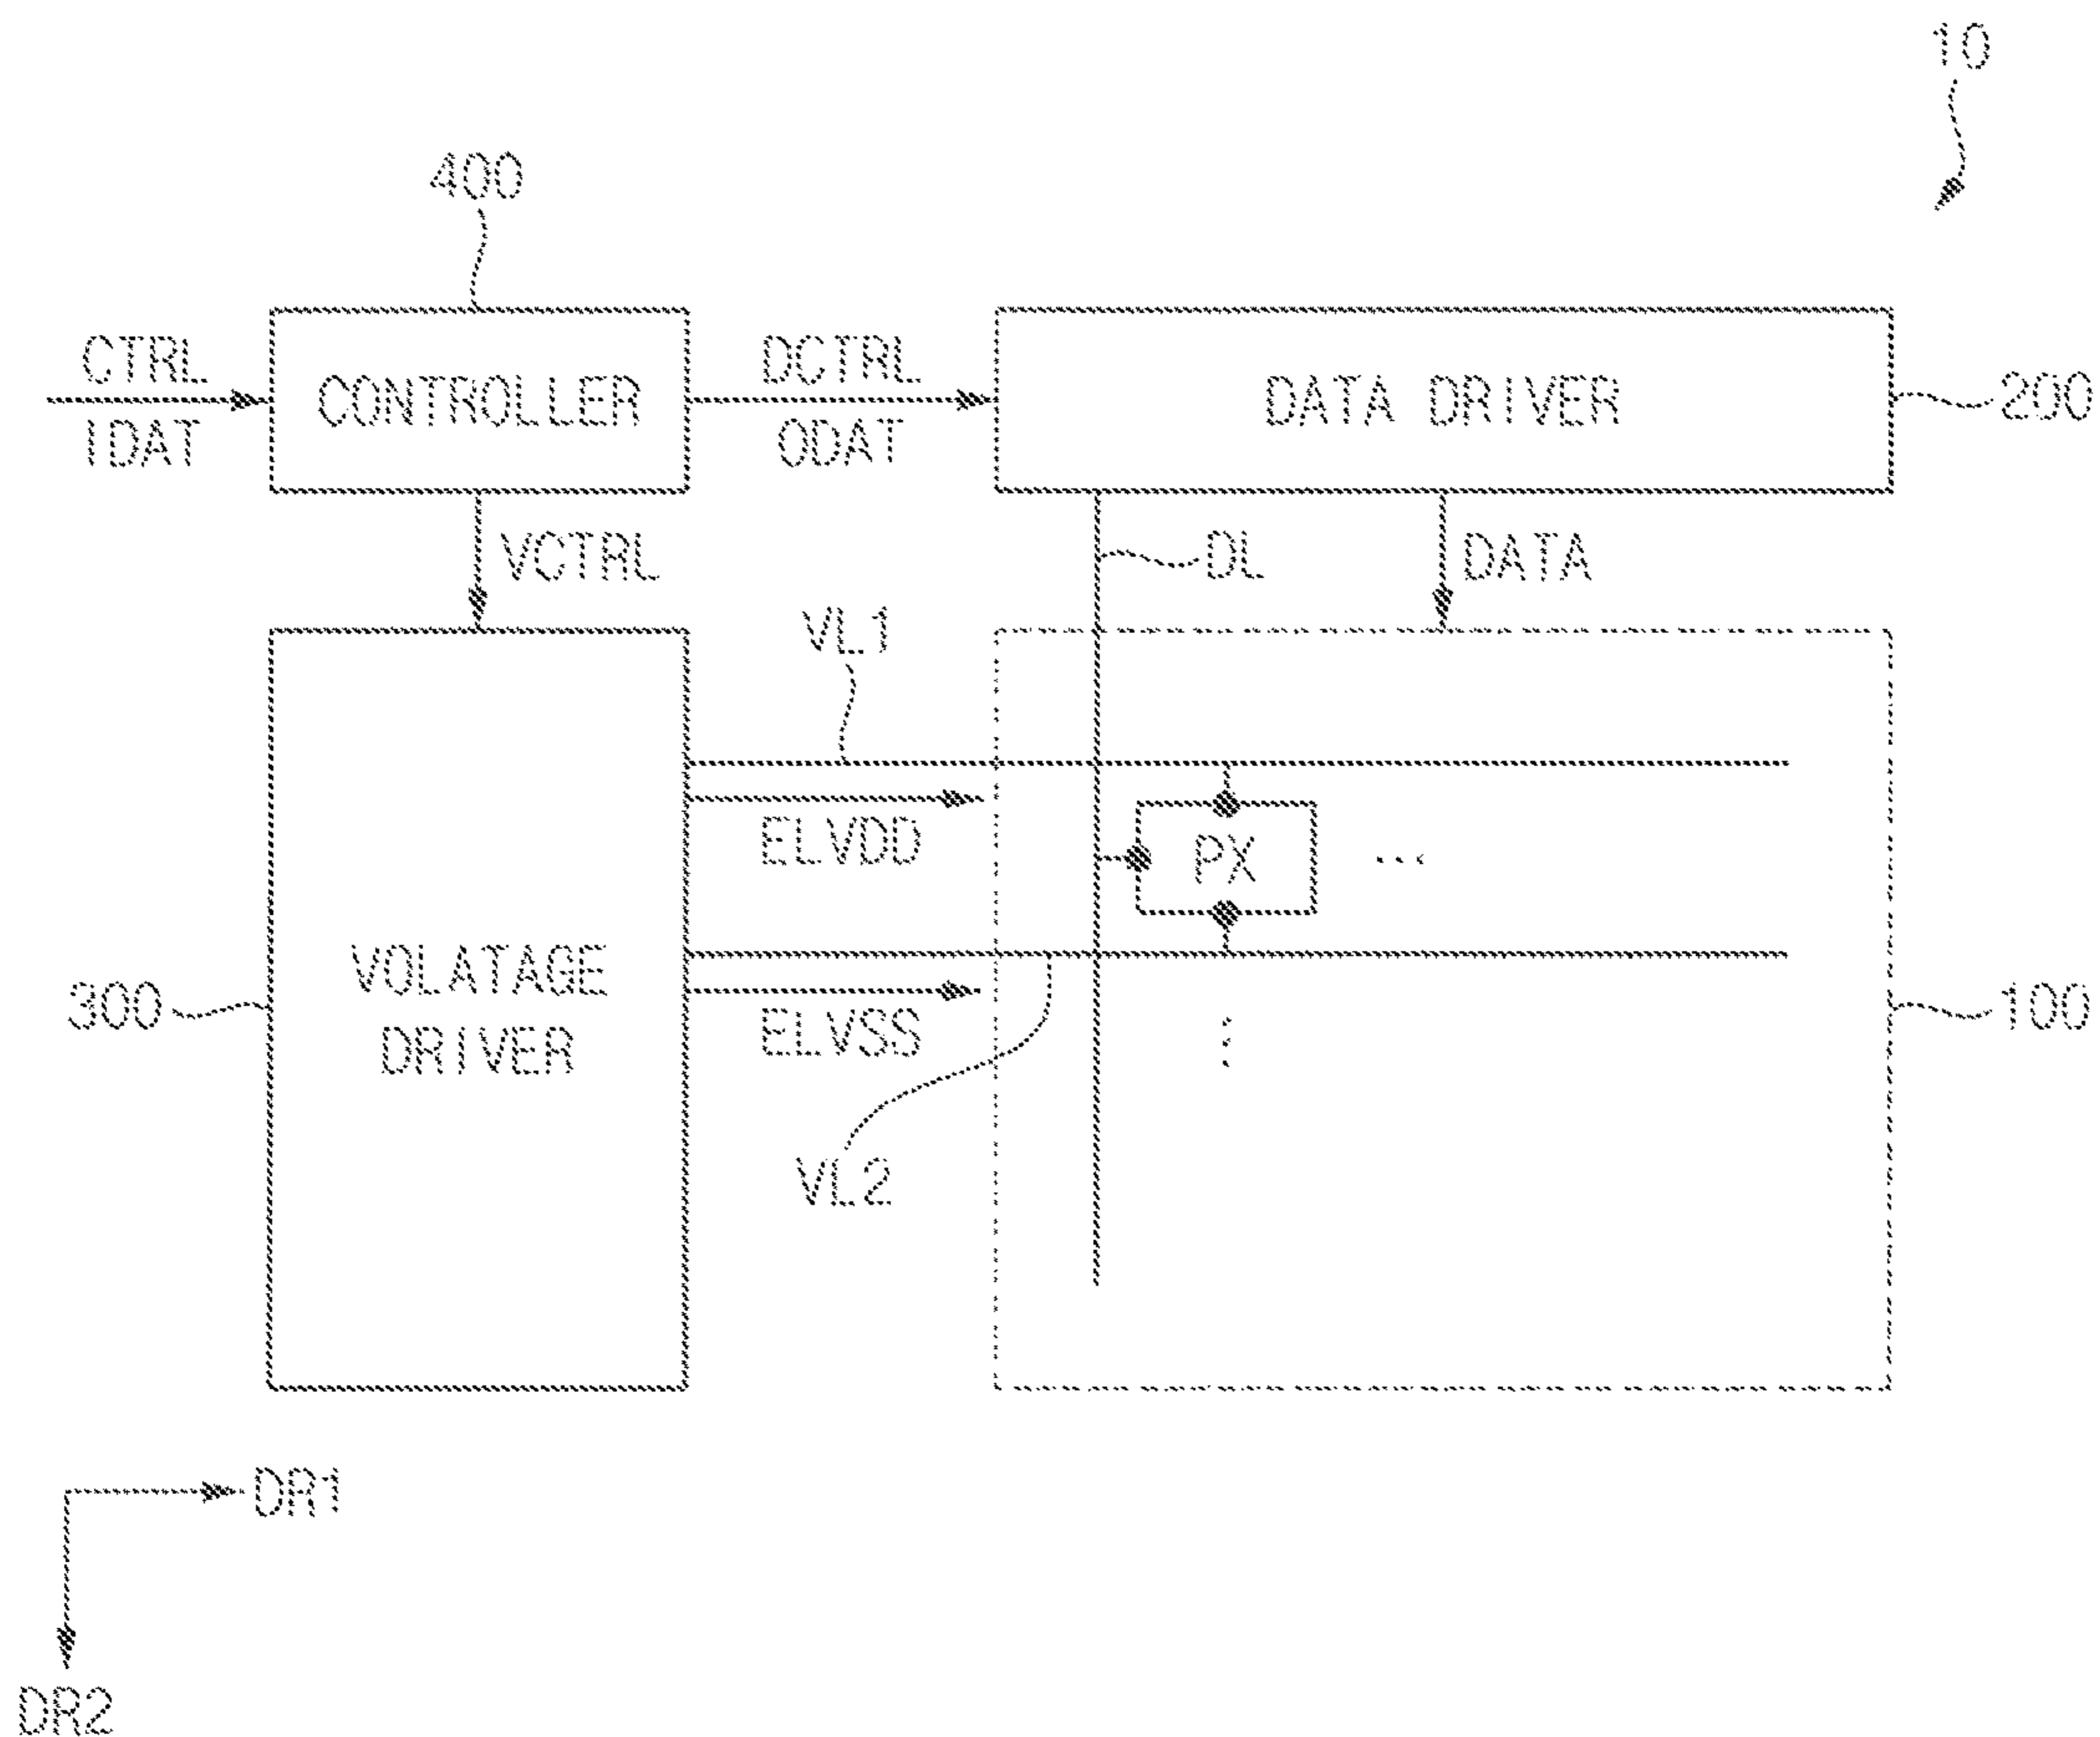 10
400
CTRL
IDAT
CONTROLLER
DCTRL
ODAT
DATA DRIVER
200
VCTRL
DL
DATA
VL1
ELVDD
PX
...
VOLATAGE
DRIVER
300
ELVSS
100
VL2
DR1
DR2